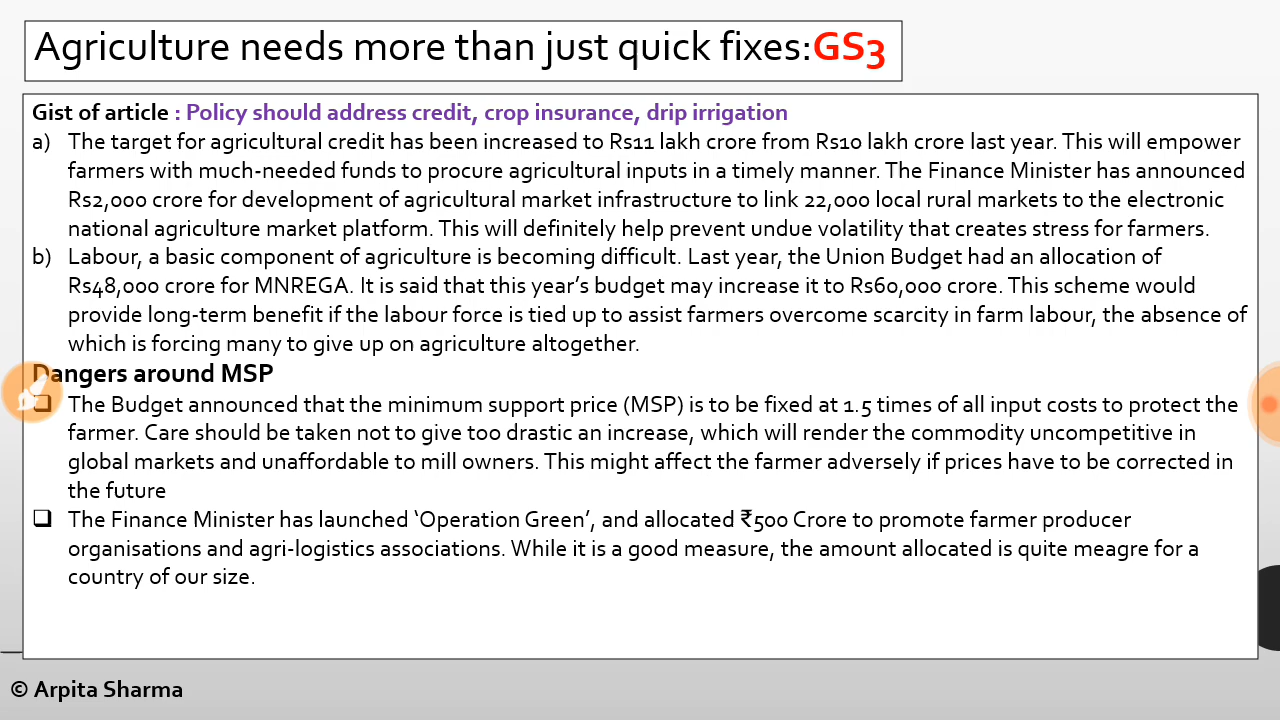 Agriculture needs more than just quick fixes:GS3
Gist of article : Policy should address credit, crop insurance, drip irrigation
a) The target for agricultural credit has been increased to Rs11 lakh crore from Rs10 lakh crore last year. This will empower
farmers with much-needed funds to procure agricultural inputs in a timely manner. The Finance Minister has announced
Rs2,000 crore for development of agricultural market infrastructure to link 22,000 local rural markets to the electronic
national agriculture market platform. This will definitely help prevent undue volatility that creates stress for farmers.
b) Labour, a basic component of agriculture is becoming difficult. Last year, the Union Budget had an allocation of
Rs48,000 crore for MNREGA. It is said that this year’s budget may increase it to Rs60,000 crore. This scheme would
provide long-term benefit if the labour force is tied up to assist farmers overcome scarcity in farm labour, the absence of
which is forcing many to give up on agriculture altogether.
Dangers around MSP
❑ The Budget announced that the minimum support price (MSP) is to be fixed at 1.5 times of all input costs to protect the
farmer. Care should be taken not to give too drastic an increase, which will render the commodity uncompetitive in
global markets and unaffordable to mill owners. This might affect the farmer adversely if prices have to be corrected in
the future
❑ The Finance Minister has launched ‘Operation Green’, and allocated ₹500 Crore to promote farmer producer
organisations and agri-logistics associations. While it is a good measure, the amount allocated is quite meagre for a
country of our size.
© Arpita Sharma